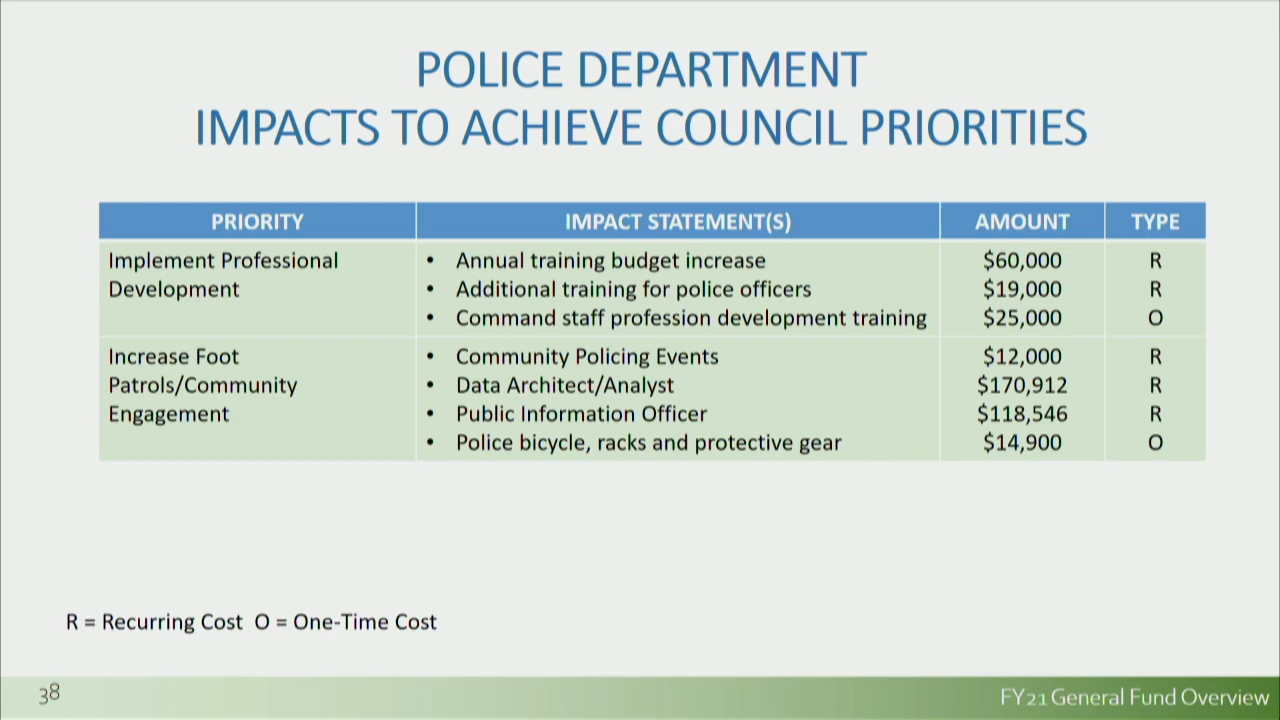 POLICE DEPARTMENT
IMPACTS TO ACHIEVE COUNCIL PRIORITIES
PRIORITY IMPACT STATEMENT(S) AMOUNT TYPE
Implement Professional • Annual training budget increase $60,000 R
Development • Additional training for police officers $19,000 R
• Command staff profession development training $25,000 O
Increase Foot • Community Policing Events $12,000 R
Patrols/Community • Data Architect/Analyst $170,912 R
Engagement • Public Information Officer $118,546 R
• Police bicycle, racks and protective gear $14,900 O
R = Recurring Cost O = One-Time Cost
38 FY21 General Fund Overview